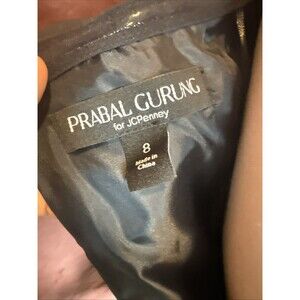 PRABAL GURUNG
for JCPenney
8
Made in
China